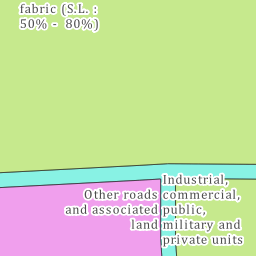 fabric (S.L. :
50% - 80%)
Other roads
and associated
land
Industrial,
commercial,
public,
military and
private units